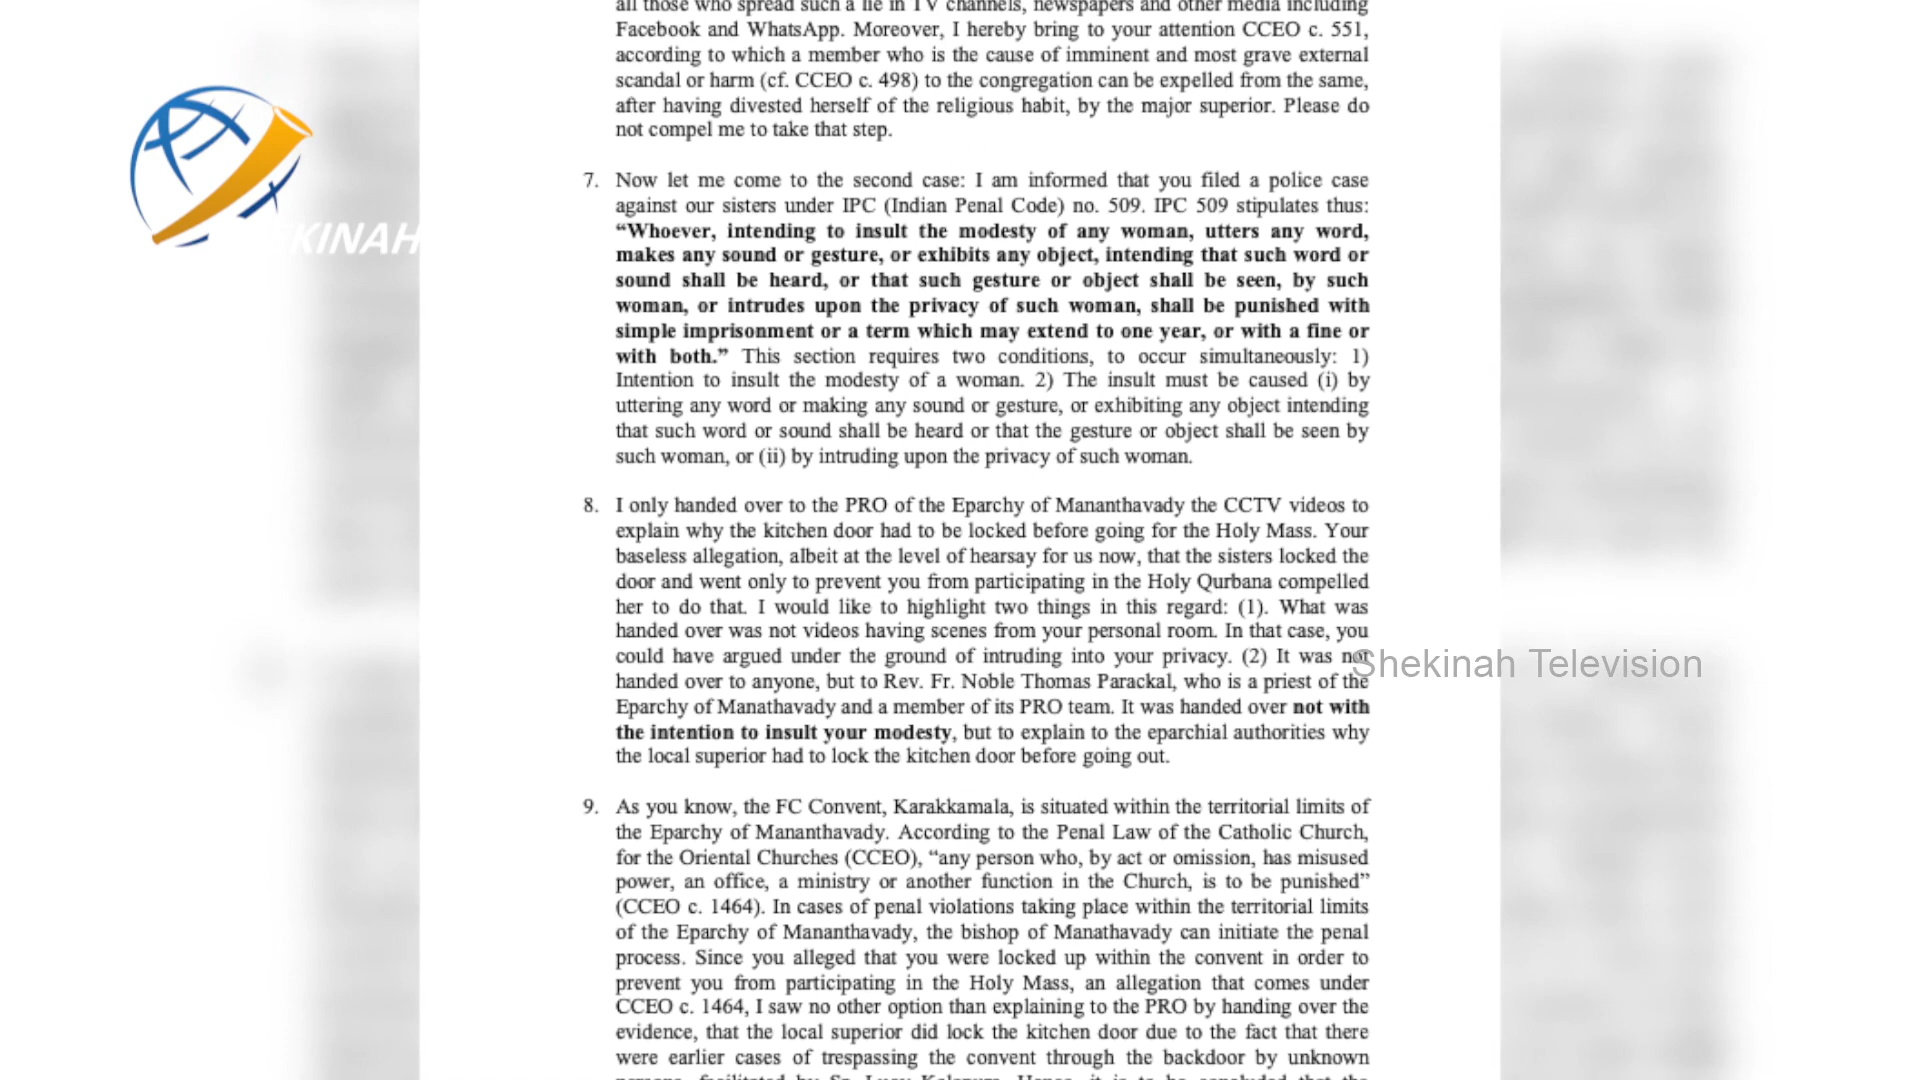 all those who spread such a lie in TV channels, newspapers and other media including
Facebook and WhatsApp. Moreover, I hereby bring to your attention CCEO c. 551,
according to which a member who is the cause of imminent and most grave external
scandal or harm (cf. CCEO c. 498) to the congregation can be expelled from the same,
after having divested herself of the religious habit, by the major superior. Please do
not compel me to take that step.
7. Now let me come to the second case: I am informed that you filed a police case
against our sisters under IPC (Indian Penal Code) no. 509. IPC 509 stipulates thus:
“Whoever, intending to insult the modesty of any woman, utters any word,
makes any sound or gesture, or exhibits any object, intending that such word or
sound shall be heard, or that such gesture or object shall be seen, by such
woman, or intrudes upon the privacy of such woman, shall be punished with
simple imprisonment or a term which may extend to one year, or with a fine or
with both.” This section requires two conditions, to occur simultaneously: 1)
Intention to insult the modesty of a woman. 2) The insult must be caused (i) by
uttering any word or making any sound or gesture, or exhibiting any object intending
that such word or sound shall be heard or that the gesture or object shall be seen by
such woman, or (ii) by intruding upon the privacy of such woman.
8. I only handed over to the PRO of the Eparchy of Mananthavady the CCTV videos to
explain why the kitchen door had to be locked before going for the Holy Mass. Your
baseless allegation, albeit at the level of hearsay for us now, that the sisters locked the
door and went only to prevent you from participating in the Holy Qurbana compelled
her to do that. I would like to highlight two things in this regard: (1). What was
handed over was not videos having scenes from your personal room. In that case, you
could have argued under the ground of intruding into your privacy. (2) It was not
handed over to anyone, but to Rev. Fr. Noble Thomas Parackal, who is a priest of the
Eparchy of Manathavady and a member of its PRO team. It was handed over not with
the intention to insult your modesty, but to explain to the eparchial authorities why
the local superior had to lock the kitchen door before going out.
9. As you know, the FC Convent, Karakkamala, is situated within the territorial limits of
the Eparchy of Mananthavady. According to the Penal Law of the Catholic Church,
for the Oriental Churches (CCEO), “any person who, by act or omission, has misused
power, an office, a ministry or another function in the Church, is to be punished”
(CCEO c. 1464). In cases of penal violations taking place within the territorial limits
of the Eparchy of Mananthavady, the bishop of Manathavady can initiate the penal
process. Since you alleged that you were locked up within the convent in order to
prevent you from participating in the Holy Mass, an allegation that comes under
CCEO c. 1464, I saw no other option than explaining to the PRO by handing over the
evidence, that the local superior did lock the kitchen door due to the fact that there
were earlier cases of trespassing the convent through the backdoor by unknown
KINAH
Shekinah Television